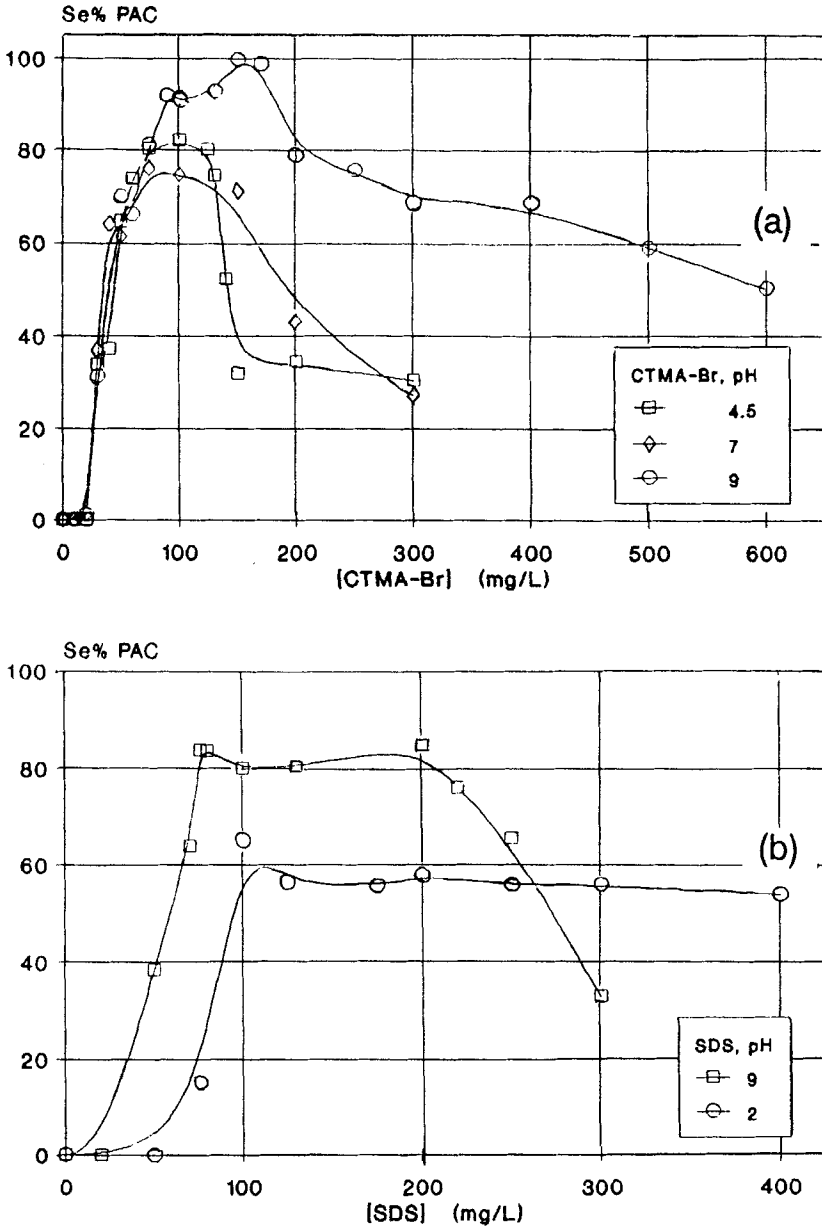 Se% PAC
100
80
60
40
20
0
(a)
CTMA-Br, pH
4.5
7
9
0 100 200 300 400 500 600
[CTMA-Br] (mg/L)
Se% PAC
100
80
60
40
20
0
(b)
SDS, pH
9
2
0 100 200 300 400
[SDS] (mg/L)